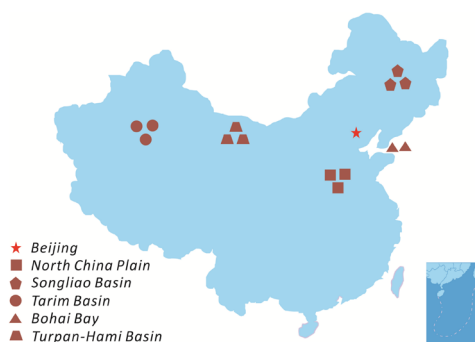 Beijing
North China Plain
Songliao Basin
Tarim Basin
Bohai Bay
Turpan-Hami Basin